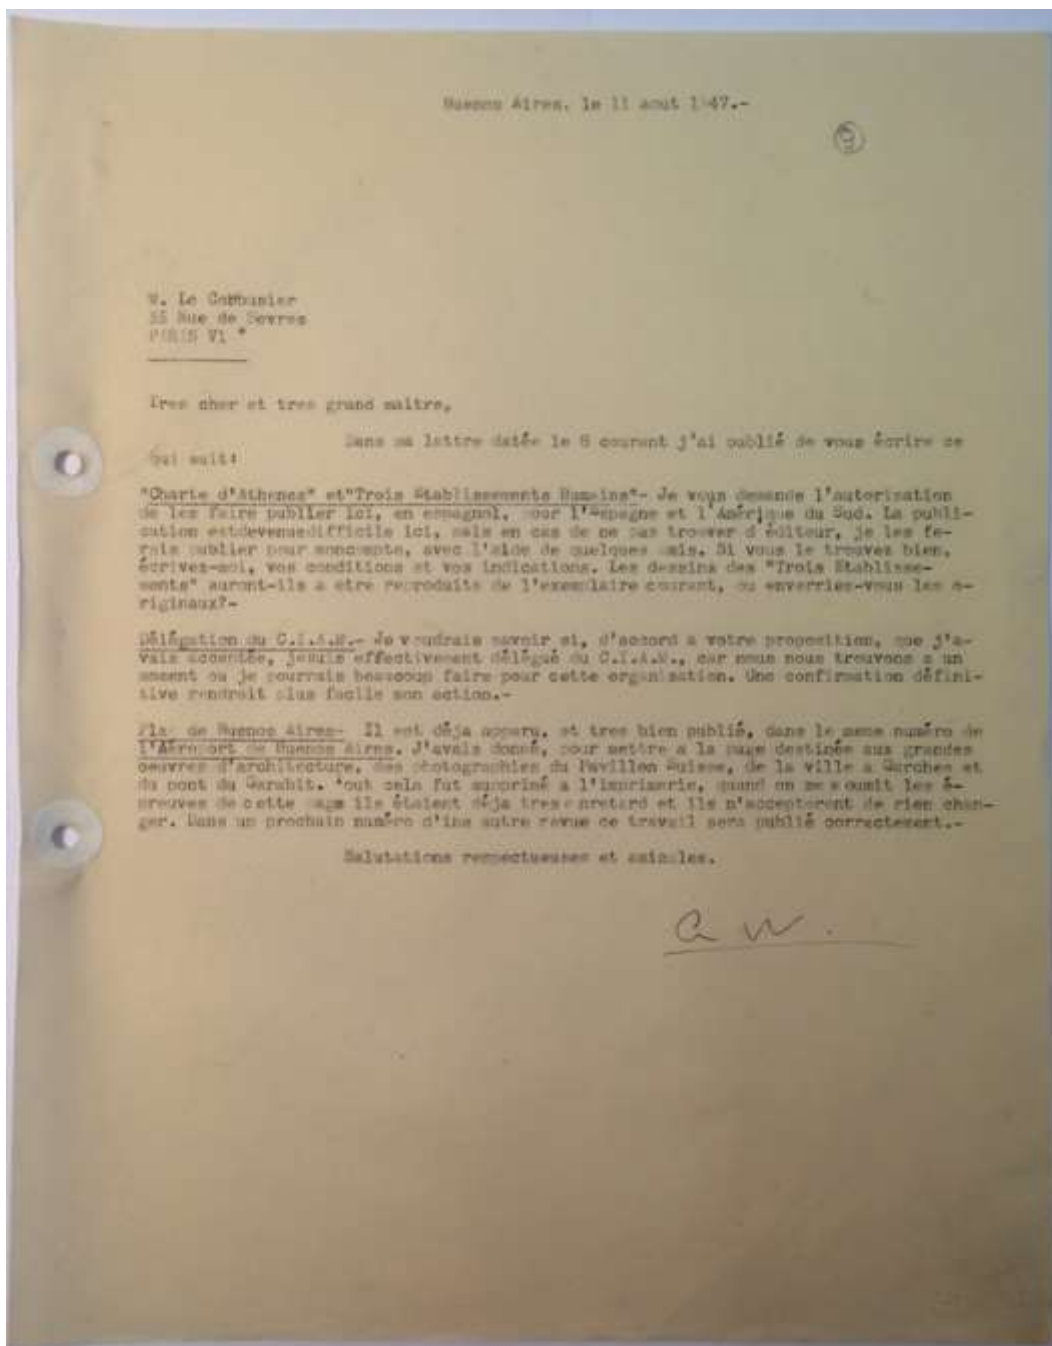 Buenos Aires, le 11 aout 1947.-
M. Le Corbusier
35 Rue de Sevres
PARIS VI °
Tres cher et tres grand maitre,
Dans ma lettre datée le 8 courant j'ai oublié de vous écrire ce
qui suit:
"Charte d'Athenes" et"Trois Etablissements Humains"- Je vous demande l'autorisation
de les faire publier ici, en espagnol, pour l'Espagne et l'Amérique du Sud. La publi-
cation estdevenuedifficile ici, mais en cas de ne pas trouver d'éditeur, je les fe-
rais publier pour moncompte, avec l'aide de quelques amis. Si vous le trouvez bien,
écrivez-moi, vos conditions et vos indications. Les dessins des "Trois Etablisse-
ments" auront-ils a etre reproduits de l'exemplaire courant, ou enverriez-vous les o-
riginaux?-
Délégation du C.I.A.M.- Je voudrais savoir si, d'accord a votre proposition, que j'a-
vais acceptée, jesuis effectivement délégué du C.I.A.M., car nous nous trouvons a un
moment ou je pourrais beaucoup faire pour cette organisation. Une confirmation défini-
tive rendrait plus facile mon action.-
Plan de Buenos Aires- Il est déja apparu, et tres bien publié, dans le meme numéro de
l'Aéroport de Buenos Aires. J'avais donné, pour mettre a la page destinée aux grandes
oeuvres d'architecture, des photographies du Pavillon Suisse, de la ville a Garches et
du pont du Garabit. Tout cela fut supprimé a l'imprimerie, quand on me soumit les é-
preuves de cette page ils étaient déja tres enretard et ils n'accepterent de rien chan-
ger. Dans un prochain numéro d'une autre revue ce travail sera publié correctement.-
Salutations respectueuses et amicales.
a w.